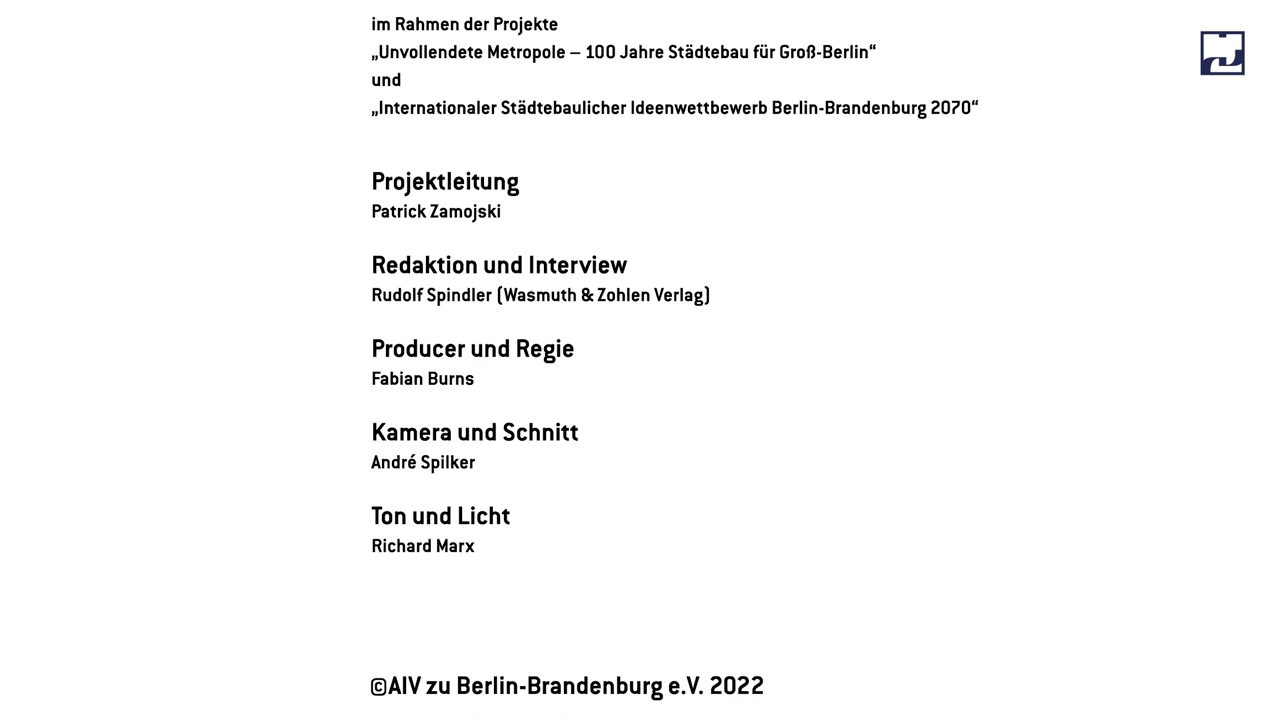 im Rahmen der Projekte
„Unvollendete Metropole – 100 Jahre Städtebau für Groß-Berlin“
und
„Internationaler Städtebaulicher Ideenwettbewerb Berlin-Brandenburg 2070“
Projektleitung
Patrick Zamojski
Redaktion und Interview
Rudolf Spindler (Wasmuth & Zohlen Verlag)
Producer und Regie
Fabian Burns
Kamera und Schnitt
André Spilker
Ton und Licht
Richard Marx
©AIV zu Berlin-Brandenburg e.V. 2022